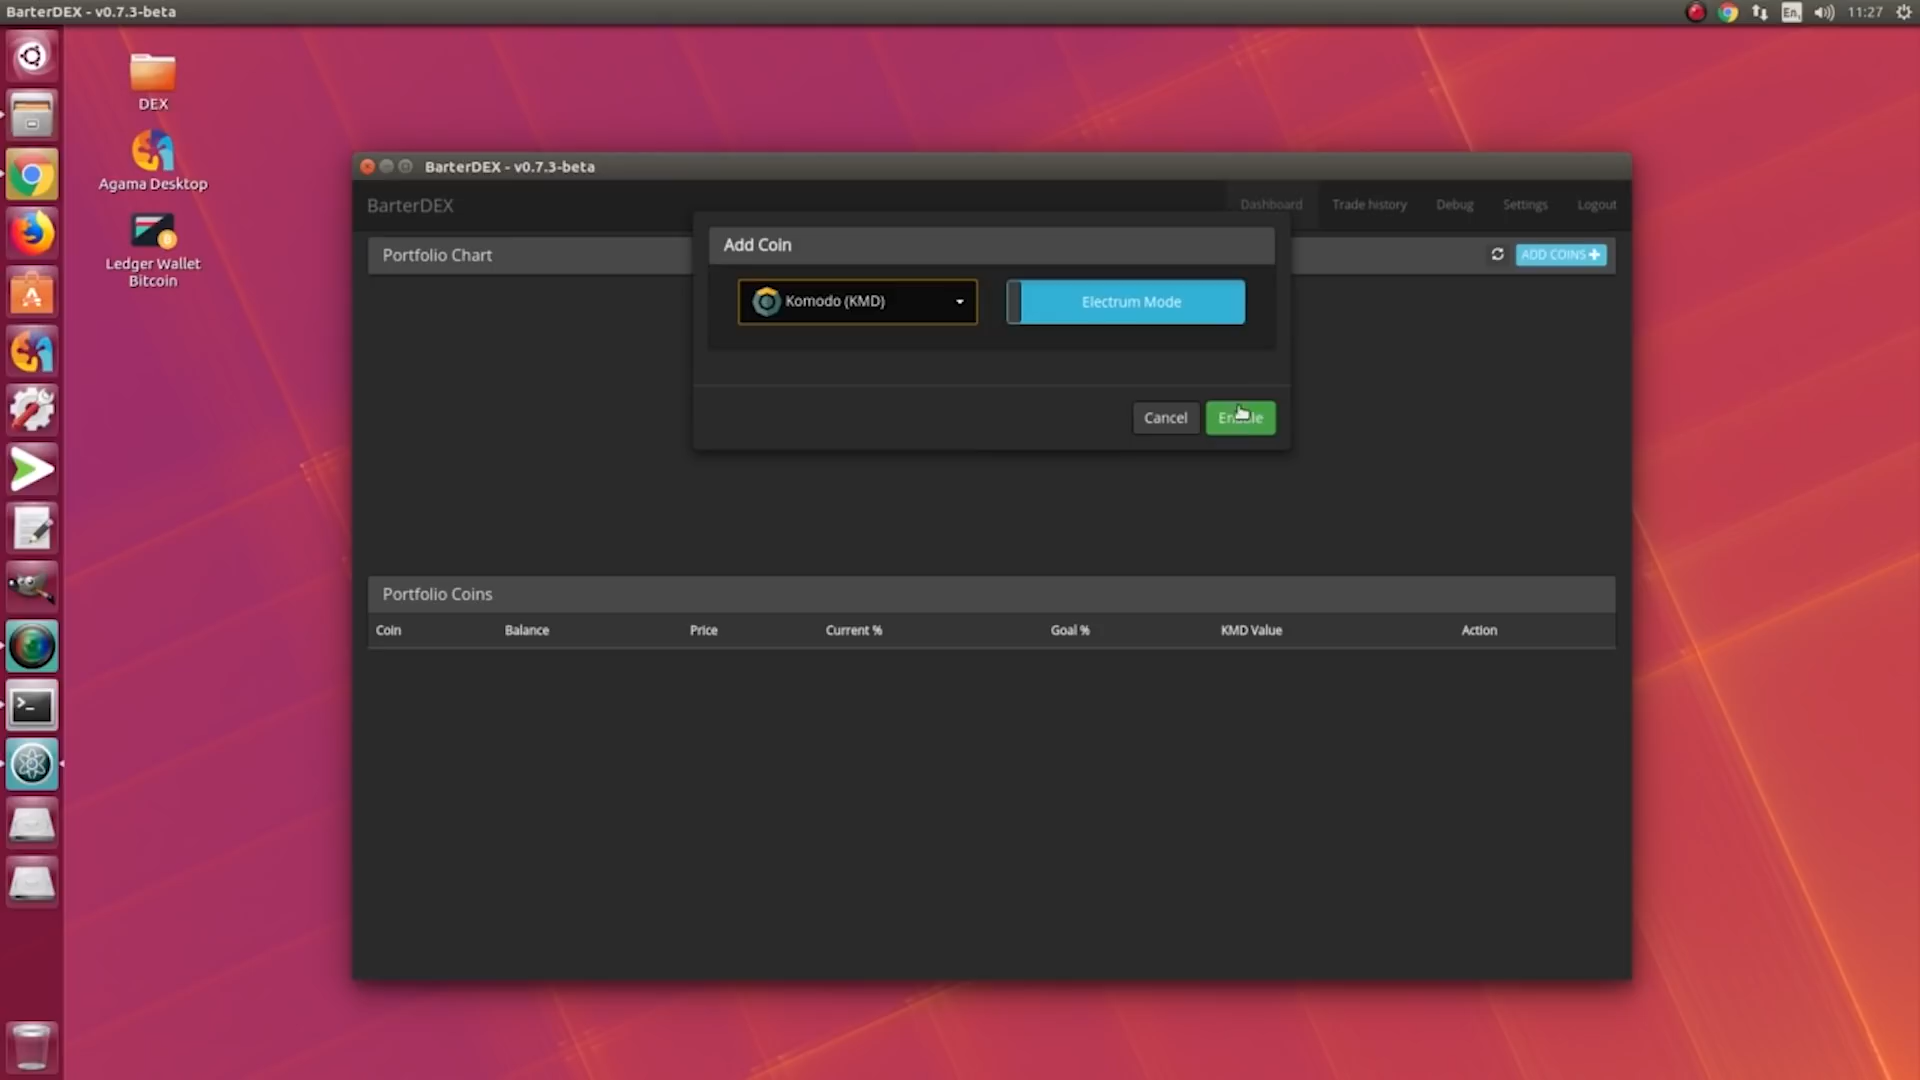 BarterDEX - v0.7.3-beta
En
11:27
DEX
Agama Desktop
Ledger Wallet
Bitcoin
BarterDEX - v0.7.3-beta
BarterDEX
Dashboard
Trade history
Debug
Settings
Logout
Portfolio Chart
ADD COINS
Add Coin
Komodo (KMD)
Electrum Mode
Cancel
Enable
Portfolio Coins
Coin
Balance
Price
Current %
Goal %
KMD Value
Action